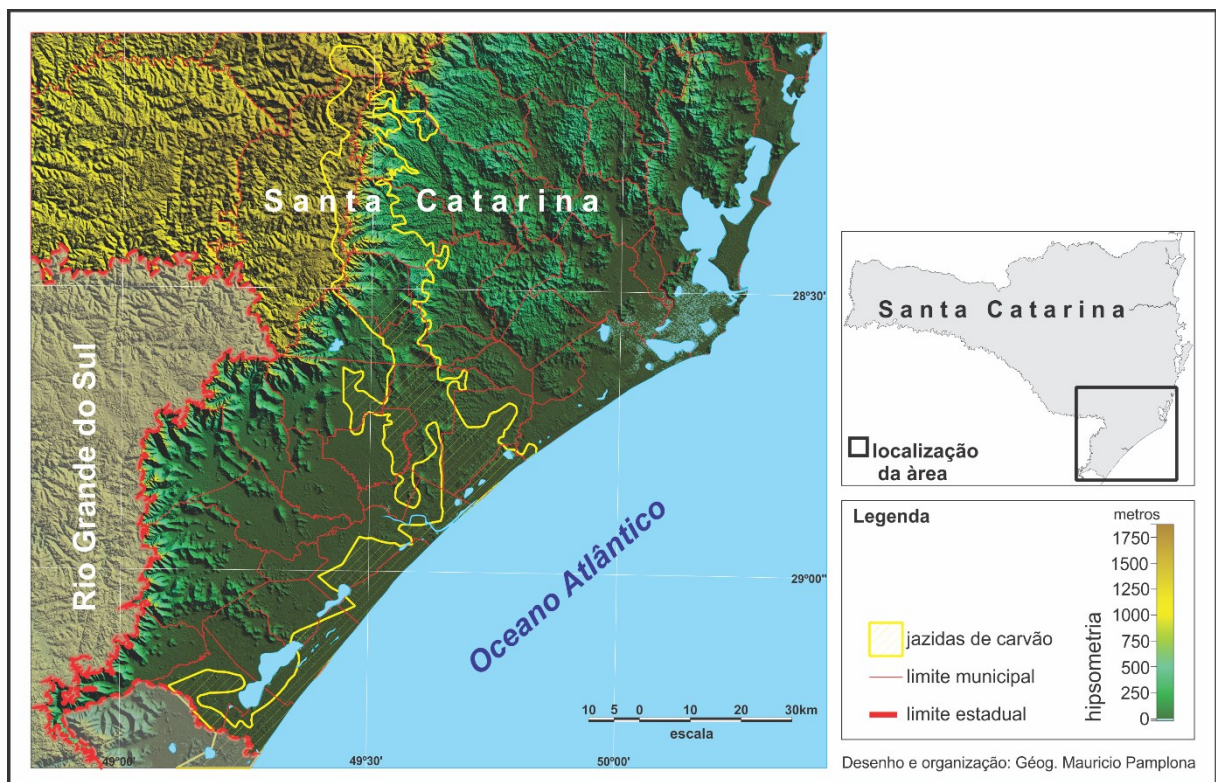 Santa Catarina
Rio Grande do Sul
Oceano Atlântico
28°30'
29°00'
49°00'
49°30'
50°00'
10 5 0 10 20 30km
escala
Santa Catarina
localização
da àrea
Legenda
metros
1750
1500
1250
1000
750
500
250
0
hipsometria
jazidas de carvão
limite municipal
limite estadual
Desenho e organização: Géog. Mauricio Pamplona